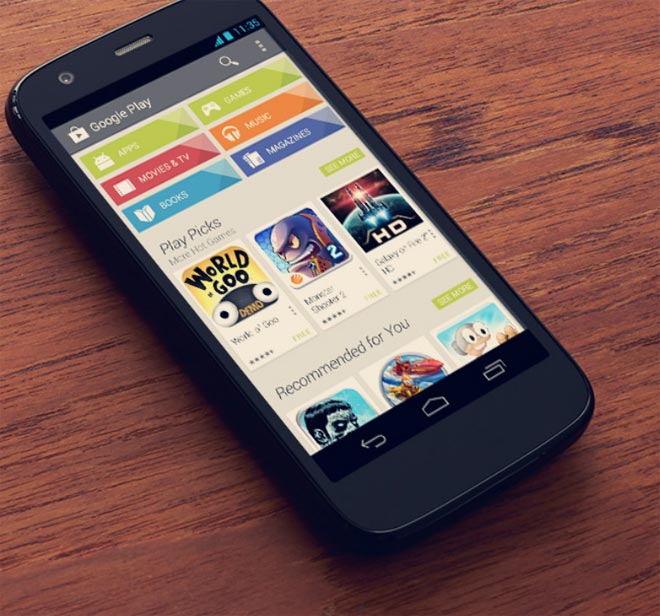 11:35
Google Play
APPS
GAMES
MOVIES & TV
MUSIC
BOOKS
MAGAZINES
Play Picks
More Hot Games
SEE MORE
WORLD
of
GOO
DEMO
World of Goo
FREE
2
Monster
Shooter 2
FREE
HD
Galaxy on Fire 2™
HD
FREE
Recommended for You
SEE MORE